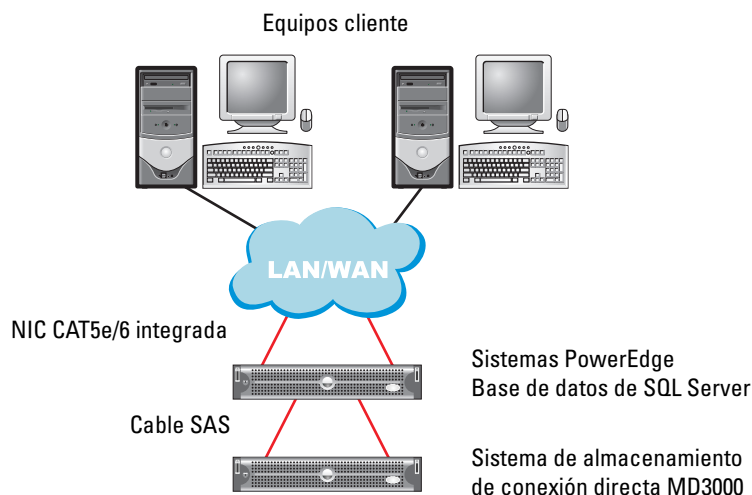 Equipos cliente
LAN/WAN
NIC CAT5e/6 integrada
Sistemas PowerEdge
Base de datos de SQL Server
Cable SAS
Sistema de almacenamiento
de conexión directa MD3000